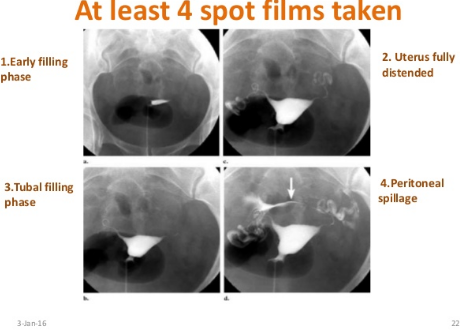 At least 4 spot films taken
1.Early filling
phase
2. Uterus fully
distended
a.
c.
3.Tubal filling
phase
4.Peritoneal
spillage
b.
d.
3-Jan-16
22